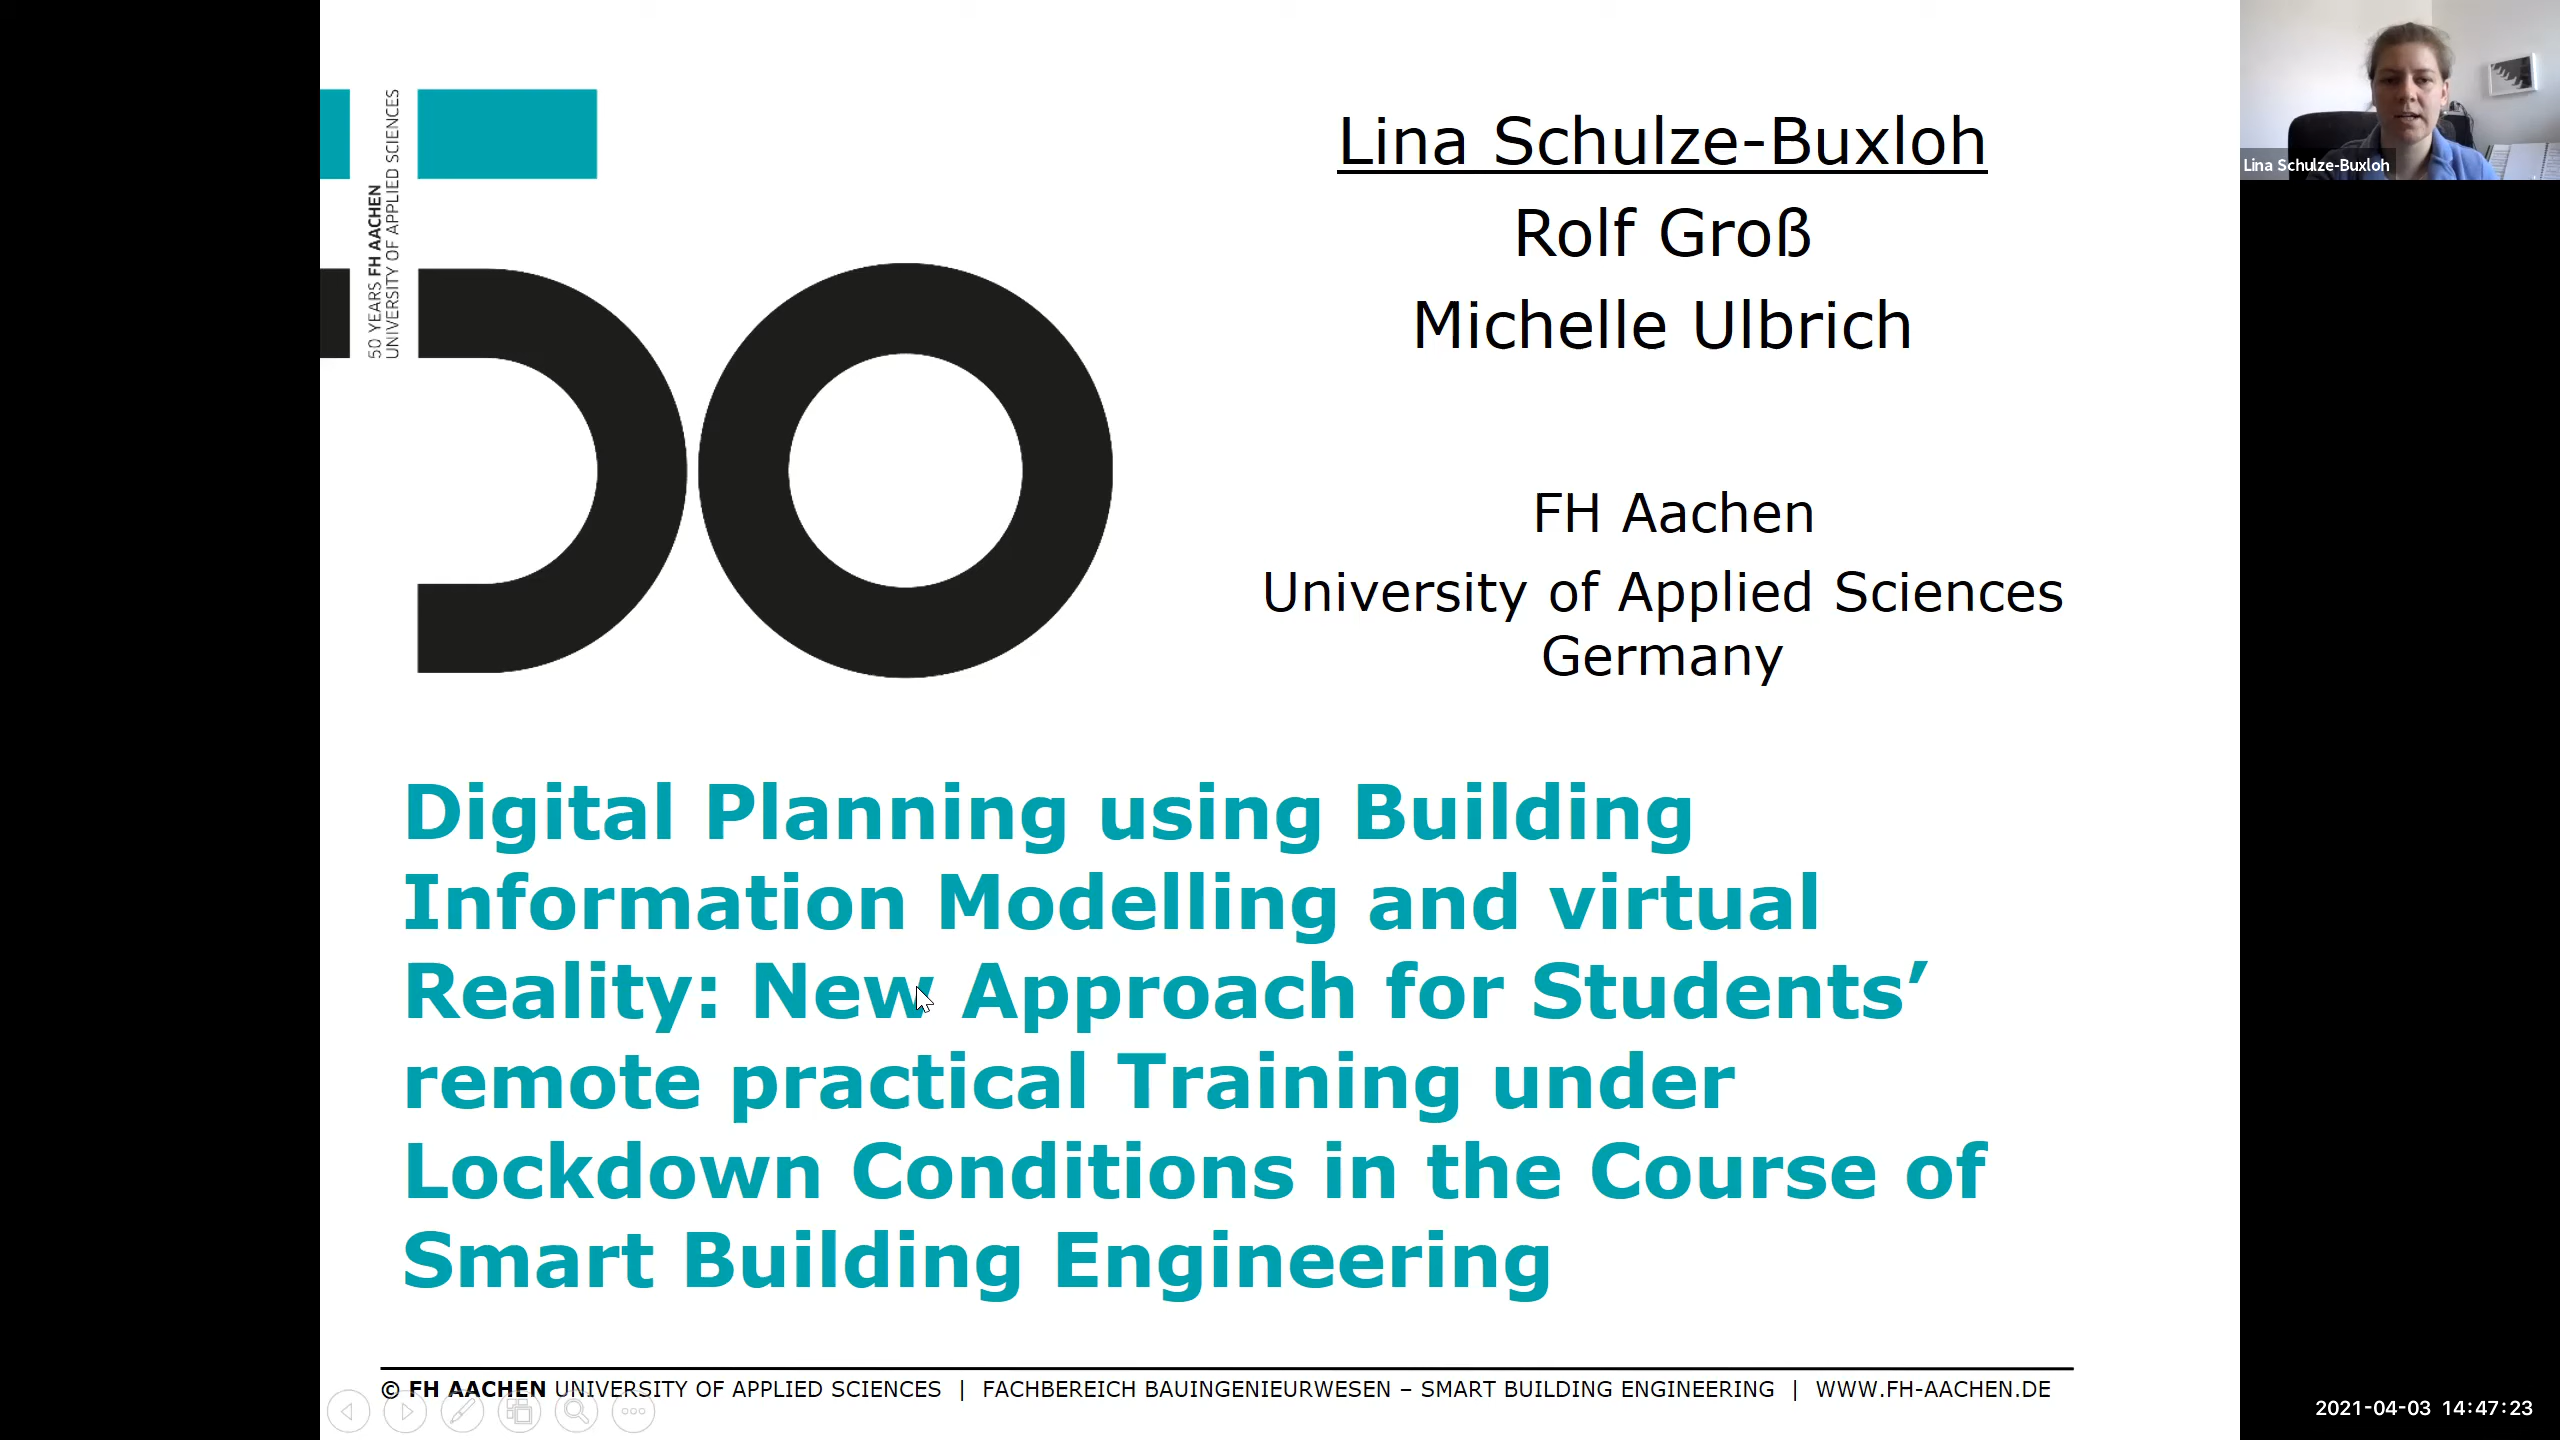 50 YEARS FH AACHEN
UNIVERSITY OF APPLIED SCIENCES
50
Lina Schulze-Buxloh
Rolf Groß
Michelle Ulbrich
FH Aachen
University of Applied Sciences
Germany
Digital Planning using Building
Information Modelling and virtual
Reality: New Approach for Students’
remote practical Training under
Lockdown Conditions in the Course of
Smart Building Engineering
© FH AACHEN UNIVERSITY OF APPLIED SCIENCES | FACHBEREICH BAUINGENIEURWESEN – SMART BUILDING ENGINEERING | WWW.FH-AACHEN.DE
Lina Schulze-Buxloh
2021-04-03 14:47:23